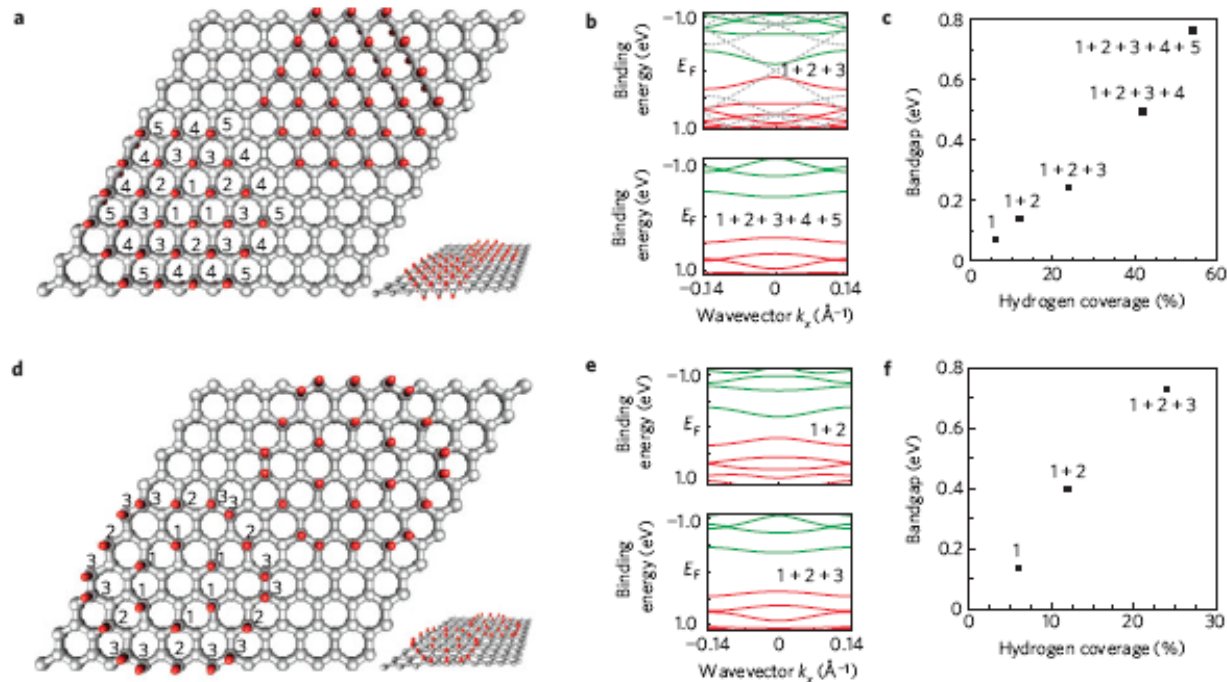 a
5 4 5
4 3 3 4
4 2 1 2 4
5 3 1 1 3 5
4 3 2 3 4
5 4 4 5
b
Binding energy (eV)
−1.0
E_F
1.0
1 + 2 + 3
Binding energy (eV)
−1.0
E_F
1.0
1 + 2 + 3 + 4 + 5
−0.14 0 0.14
Wavevector k_x (Å⁻¹)
c
Bandgap (eV)
0.8
0.6
0.4
0.2
0
1 + 2 + 3 + 4 + 5
1 + 2 + 3 + 4
1 + 2 + 3
1 + 2
1
0 20 40 60
Hydrogen coverage (%)
d
3 3 2 3 3
2 1 1 2
3 1 1 3
3 1 1 3
2 1 2
3 3 2 3 3
e
Binding energy (eV)
−1.0
E_F
1.0
1 + 2
Binding energy (eV)
−1.0
E_F
1.0
1 + 2 + 3
−0.14 0 0.14
Wavevector k_x (Å⁻¹)
f
Bandgap (eV)
0.8
0.6
0.4
0.2
0
1 + 2 + 3
1 + 2
1
0 10 20 30
Hydrogen coverage (%)